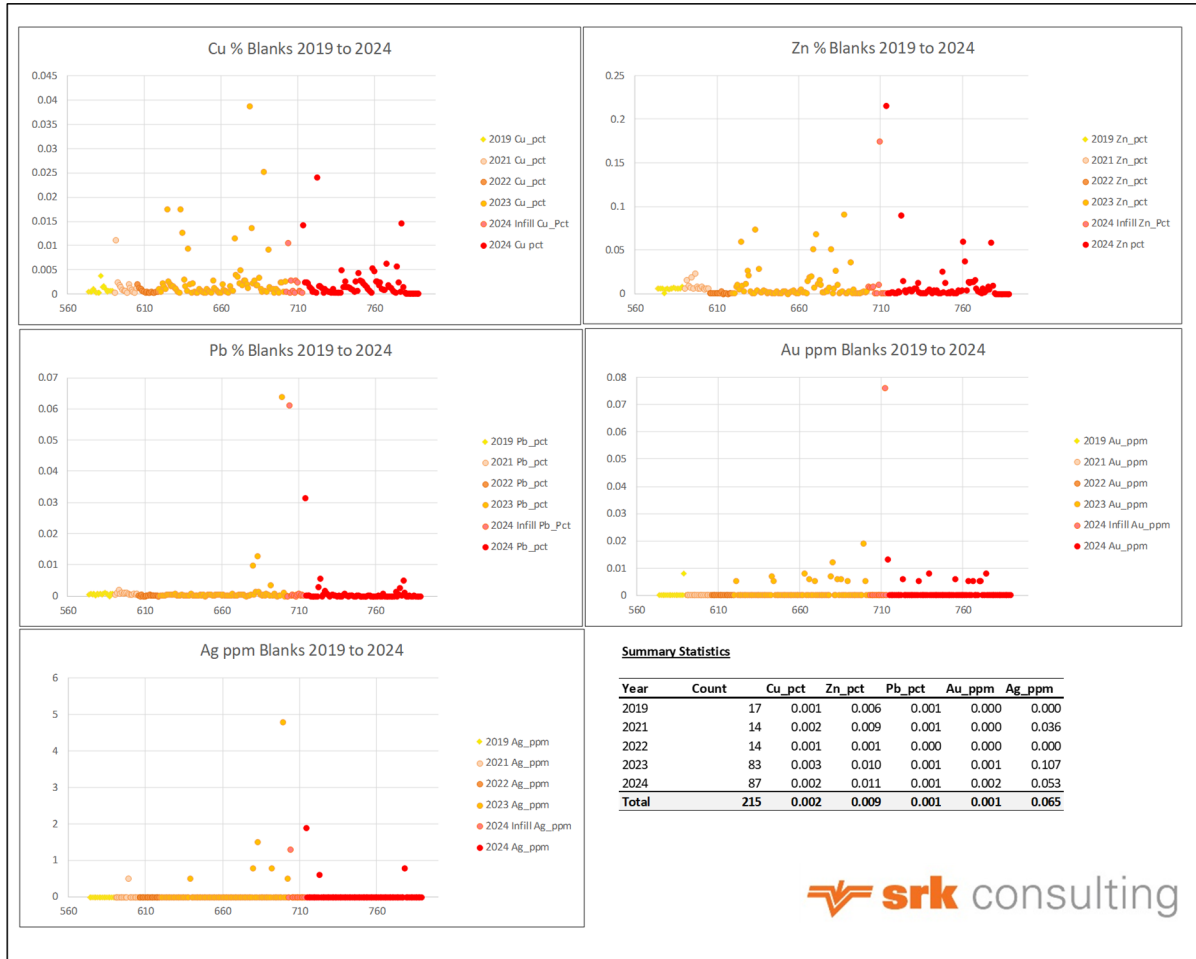 Cu % Blanks 2019 to 2024
0.045
0.04
0.035
0.03
0.025
0.02
0.015
0.01
0.005
0
560
610
660
710
760
2019 Cu_pct
2021 Cu_pct
2022 Cu_pct
2023 Cu_pct
2024 Infill Cu_Pct
2024 Cu pct
Zn % Blanks 2019 to 2024
0.25
0.2
0.15
0.1
0.05
0
560
610
660
710
760
2019 Zn_pct
2021 Zn_pct
2022 Zn_pct
2023 Zn_pct
2024 Infill Zn_Pct
2024 Zn pct
Pb % Blanks 2019 to 2024
0.07
0.06
0.05
0.04
0.03
0.02
0.01
0
560
610
660
710
760
2019 Pb_pct
2021 Pb_pct
2022 Pb_pct
2023 Pb_pct
2024 Infill Pb_Pct
2024 Pb_pct
Au ppm Blanks 2019 to 2024
0.08
0.07
0.06
0.05
0.04
0.03
0.02
0.01
0
560
610
660
710
760
2019 Au_ppm
2021 Au_ppm
2022 Au_ppm
2023 Au_ppm
2024 Infill Au_ppm
2024 Au_ppm
Ag ppm Blanks 2019 to 2024
6
5
4
3
2
1
0
560
610
660
710
760
2019 Ag_ppm
2021 Ag_ppm
2022 Ag_ppm
2023 Ag_ppm
2024 Infill Ag_ppm
2024 Ag_ppm
Summary Statistics
Year Count Cu_pct Zn_pct Pb_pct Au_ppm Ag_ppm
2019 17 0.001 0.006 0.001 0.000 0.000
2021 14 0.002 0.009 0.001 0.000 0.036
2022 14 0.001 0.001 0.000 0.000 0.000
2023 83 0.003 0.010 0.001 0.001 0.107
2024 87 0.002 0.011 0.001 0.002 0.053
Total 215 0.002 0.009 0.001 0.001 0.065
srk consulting